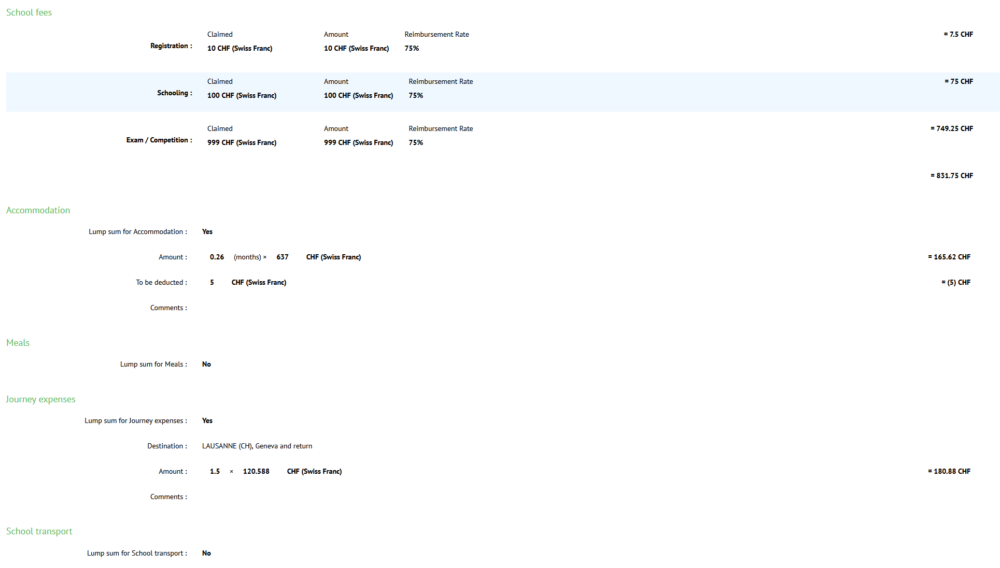 School fees
Claimed Amount Reimbursement Rate = 7.5 CHF
Registration :
10 CHF (Swiss Franc) 10 CHF (Swiss Franc) 75%
Claimed Amount Reimbursement Rate = 75 CHF
Schooling :
100 CHF (Swiss Franc) 100 CHF (Swiss Franc) 75%
Claimed Amount Reimbursement Rate = 749.25 CHF
Exam / Competition :
999 CHF (Swiss Franc) 999 CHF (Swiss Franc) 75%
= 831.75 CHF
Accommodation
Lump sum for Accommodation : Yes
Amount : 0.26 (months) × 637 CHF (Swiss Franc) = 165.62 CHF
To be deducted : 5 CHF (Swiss Franc) = (5) CHF
Comments :
Meals
Lump sum for Meals : No
Journey expenses
Lump sum for Journey expenses : Yes
Destination : LAUSANNE (CH), Geneva and return
Amount : 1.5 × 120.588 CHF (Swiss Franc) = 180.88 CHF
Comments :
School transport
Lump sum for School transport : No